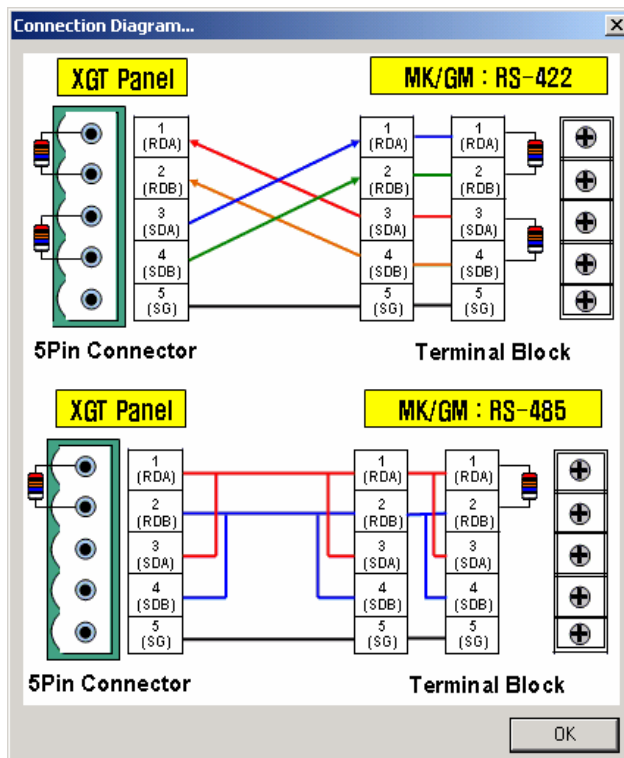 Connection Diagram...
XGT Panel
MK/GM : RS-422
1
(RDA)
2
(RDB)
3
(SDA)
4
(SDB)
5
(SG)
1
(RDA)
2
(RDB)
3
(SDA)
4
(SDB)
5
(SG)
1
(RDA)
2
(RDB)
3
(SDA)
4
(SDB)
5
(SG)
5Pin Connector
Terminal Block
XGT Panel
MK/GM : RS-485
1
(RDA)
2
(RDB)
3
(SDA)
4
(SDB)
5
(SG)
1
(RDA)
2
(RDB)
3
(SDA)
4
(SDB)
5
(SG)
1
(RDA)
2
(RDB)
3
(SDA)
4
(SDB)
5
(SG)
5Pin Connector
Terminal Block
OK